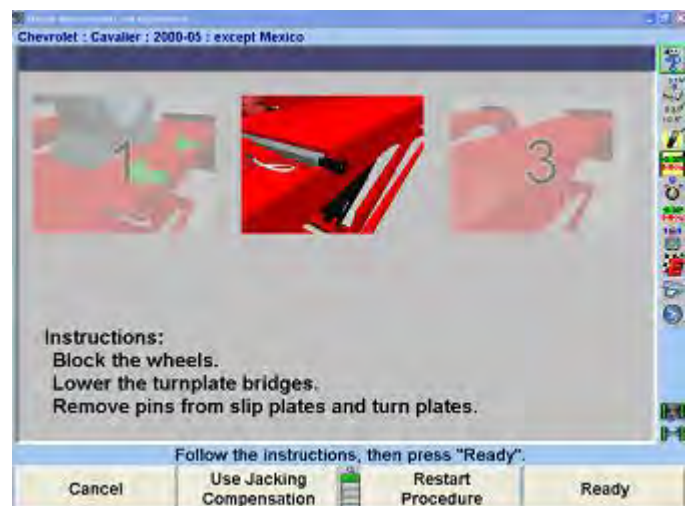 Chevrolet : Cavalier : 2000-05 : except Mexico
1
3
Instructions:
Block the wheels.
Lower the turnplate bridges.
Remove pins from slip plates and turn plates.
Follow the instructions, then press "Ready".
Cancel
Use Jacking
Compensation
Restart
Procedure
Ready